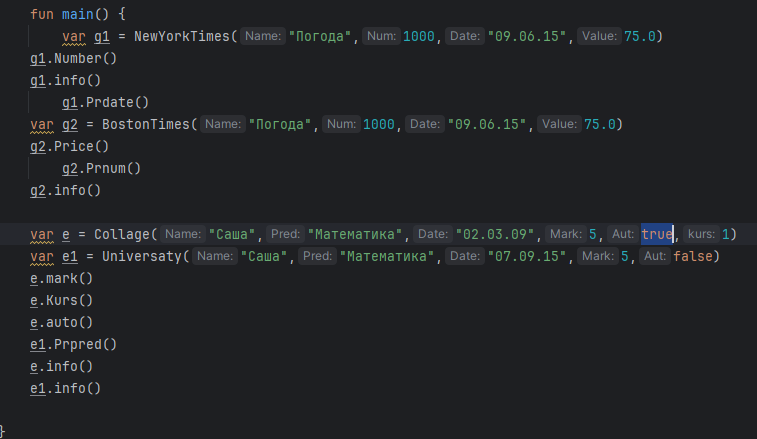 fun main() {
var g1 = NewYorkTimes( Name: "Погода", Num: 1000, Date: "09.06.15", Value: 75.0)
g1.Number()
g1.info()
g1.Prdate()
var g2 = BostonTimes( Name: "Погода", Num: 1000, Date: "09.06.15", Value: 75.0)
g2.Price()
g2.Prnum()
g2.info()
var e = Collage( Name: "Саша", Pred: "Математика", Date: "02.03.09", Mark: 5, Aut: true, kurs: 1)
var e1 = Universaty( Name: "Саша", Pred: "Математика", Date: "07.09.15", Mark: 5, Aut: false)
e.mark()
e.Kurs()
e.auto()
e1.Prpred()
e.info()
e1.info()
}